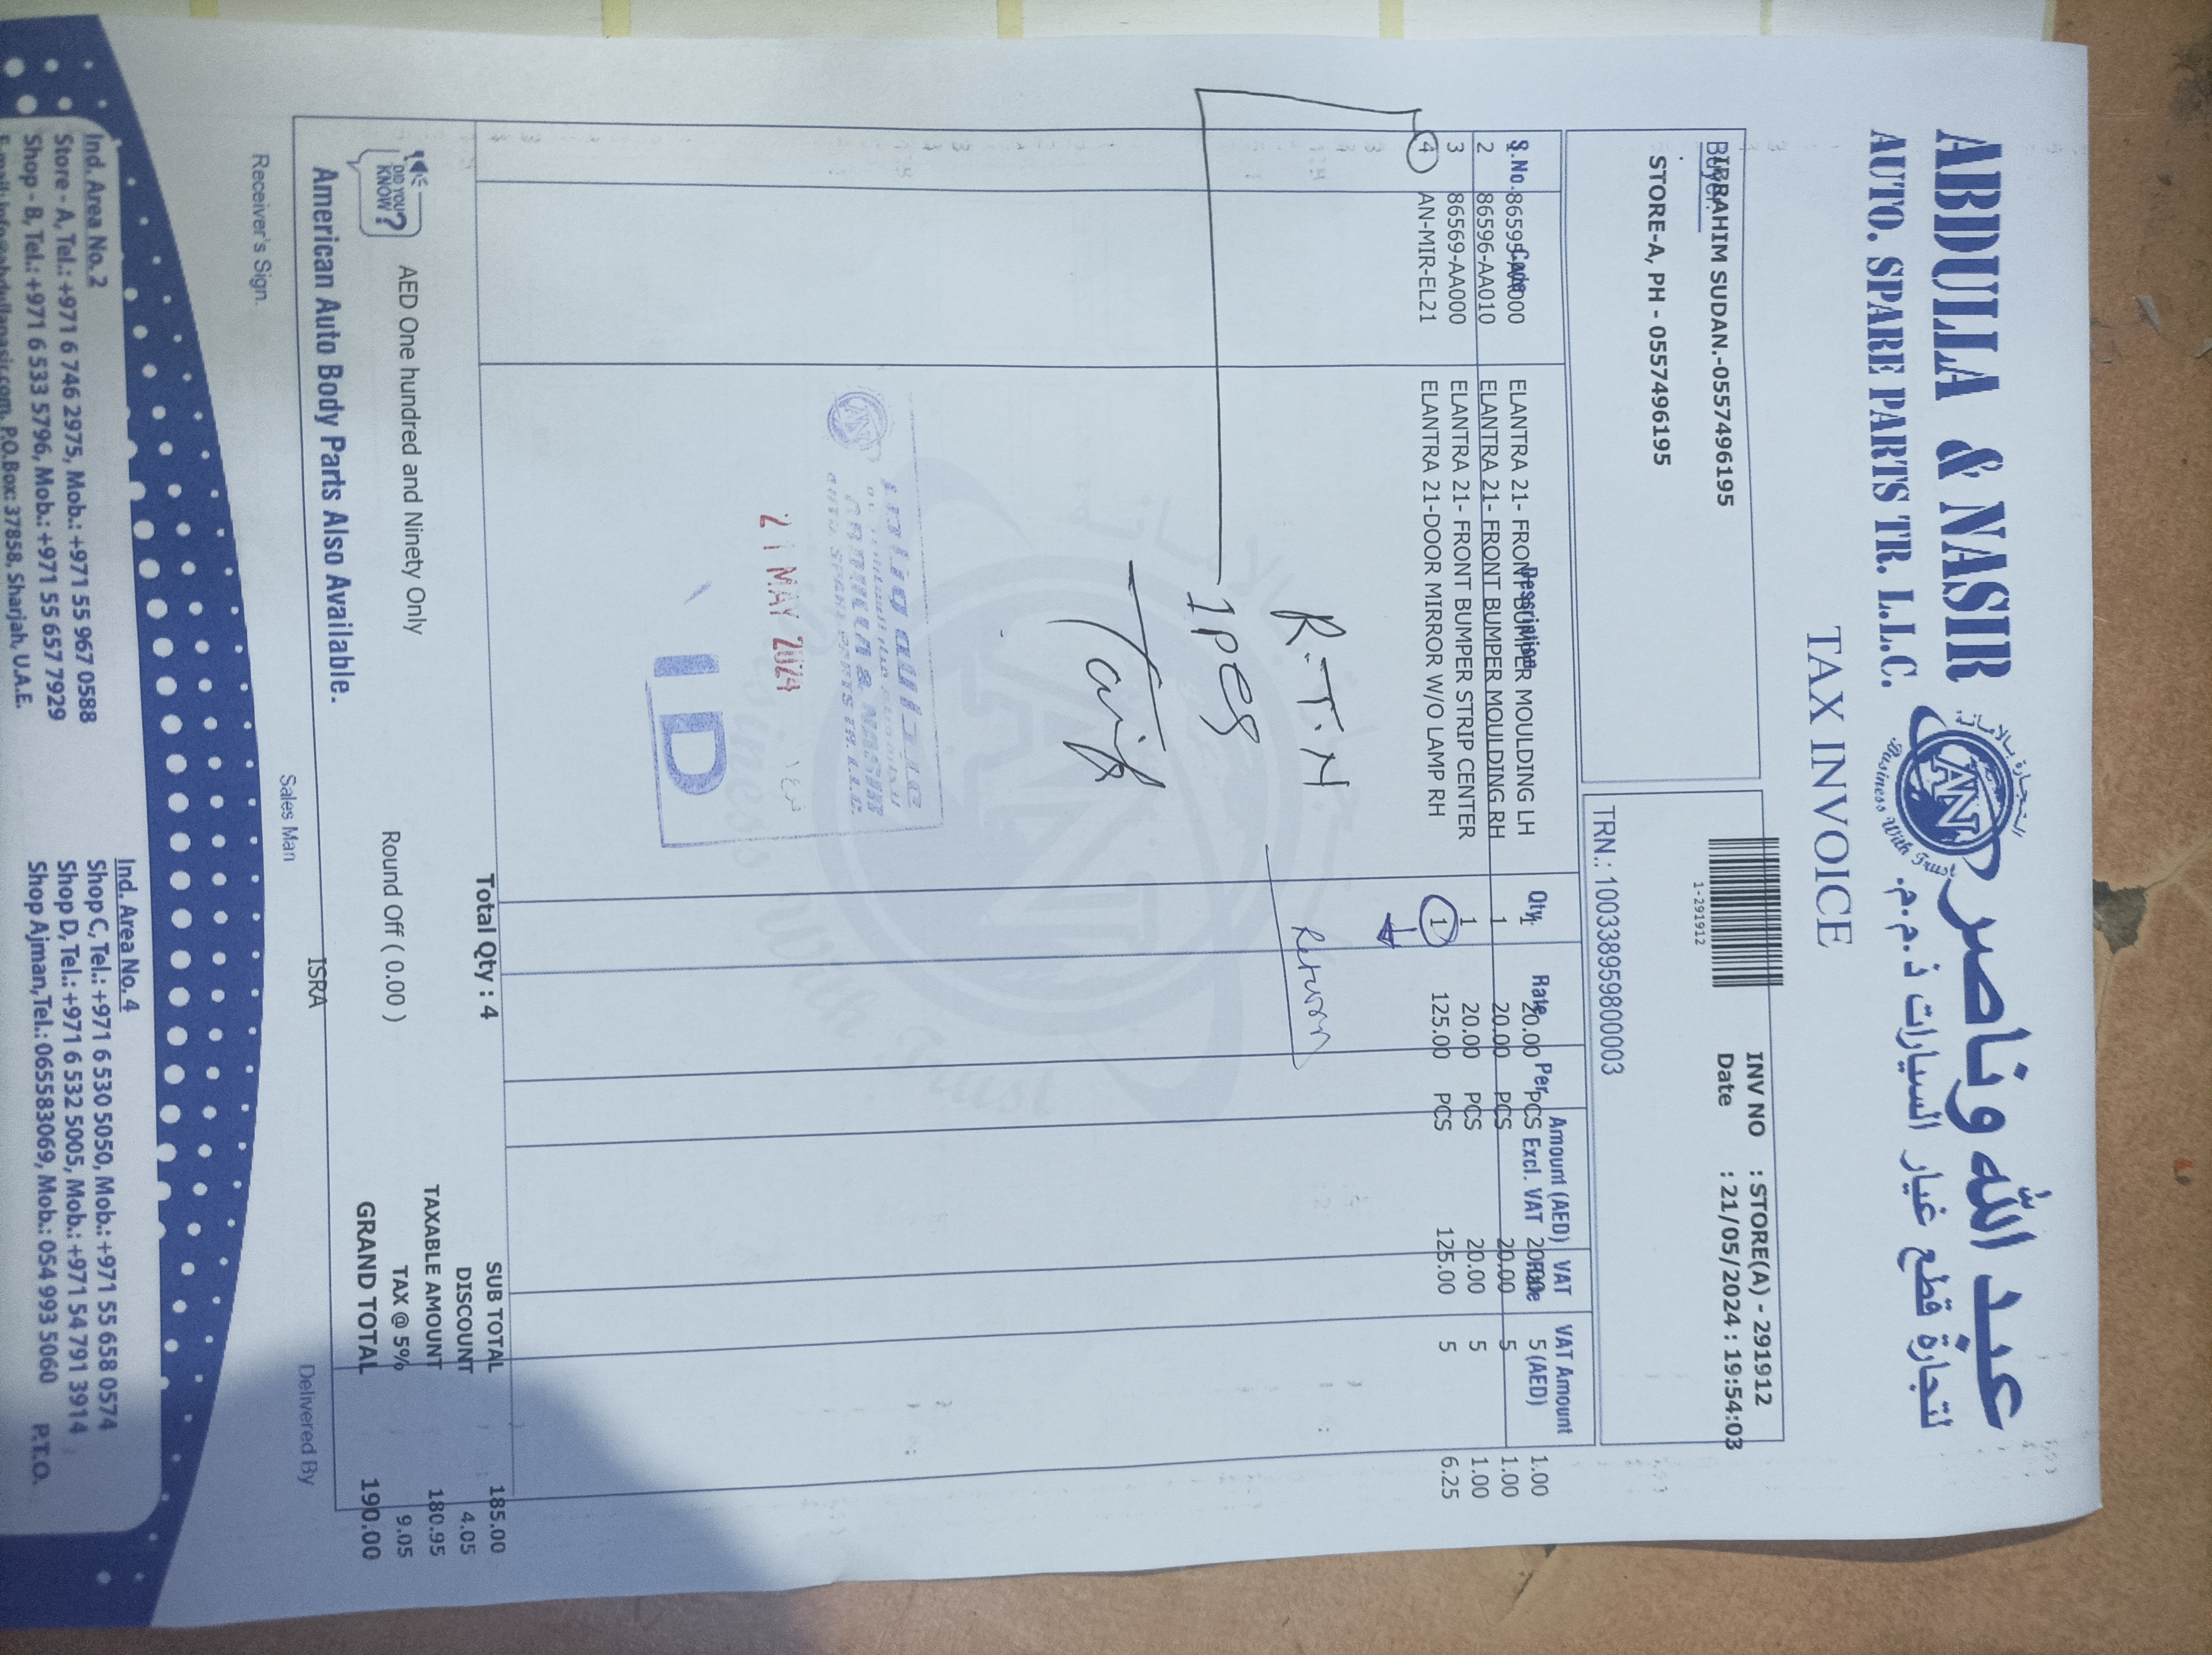 ABDULLA & NASIR
AUTO. SPARE PARTS TR. L.L.C.
عبد الله وناصر
لتجارة قطع غيار السيارات ذ.م.م.
AN
Business With Trust
TAX INVOICE
Buyer:
IBRAHIM SUDAN.-0557496195
STORE-A, PH - 0557496195
1-291912
INV NO : STORE(A) - 291912
Date : 21/05/2024 : 19:54:03
TRN.: 100338959800003
S.No. Code Description Qty. Rate Per Amount (AED) Excl. VAT VAT Rate VAT Amount (AED)
86595-AA000 ELANTRA 21- FRONT BUMPER MOULDING LH 1 20.00 PCS 20.00 5 1.00
2 86596-AA010 ELANTRA 21- FRONT BUMPER MOULDING RH 1 20.00 PCS 20.00 5 1.00
3 86569-AA000 ELANTRA 21- FRONT BUMPER STRIP CENTER 1 20.00 PCS 20.00 5 1.00
4 AN-MIR-EL21 ELANTRA 21-DOOR MIRROR W/O LAMP RH 1 125.00 PCS 125.00 5 6.25
R.T.N
Return
1 pcs
21 MAY 2024
Total Qty : 4
SUB TOTAL 185.00
DISCOUNT 4.05
TAXABLE AMOUNT 180.95
TAX @ 5% 9.05
GRAND TOTAL 190.00
DID YOU KNOW?
AED One hundred and Ninety Only
Round Off ( 0.00 )
American Auto Body Parts Also Available.
ISRA
Receiver's Sign.
Sales Man
Delivered By
Ind. Area No.2
Store - A, Tel.: +971 6 746 2975, Mob.: +971 55 967 0588
Shop - B, Tel.: +971 6 533 5796, Mob.: +971 55 657 7929
P.O.Box: 37858, Sharjah, U.A.E.
Ind. Area No. 4
Shop C, Tel.: +971 6 530 5050, Mob.: +971 55 658 0574
Shop D, Tel.: +971 6 532 5005, Mob.: +971 54 791 3914
Shop Ajman, Tel.: 065583069, Mob.: 054 993 5060
P.T.O.